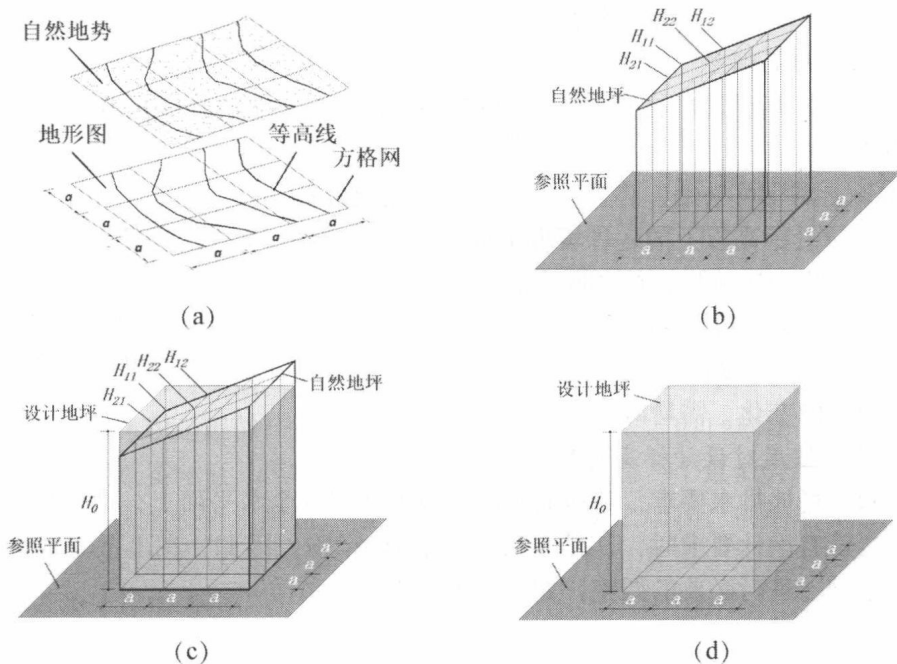 自然地势
地形图
等高线
方格网
a
a
a
a
a
a
(a)
H₂₂ H₁₂
H₁₁
H₂₁
自然地坪
参照平面
a
a
a
a a a
(b)
H₂₂ H₁₂
H₁₁
H₂₁
自然地坪
设计地坪
H₀
参照平面
a
a
a
a a a
(c)
设计地坪
H₀
参照平面
a
a
a
a a a
(d)